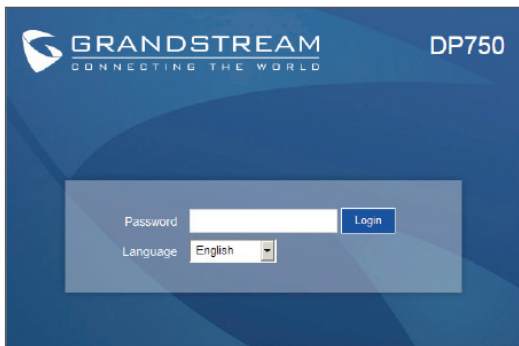 GRANDSTREAM
CONNECTING THE WORLD
DP750
Password
Login
Language
English